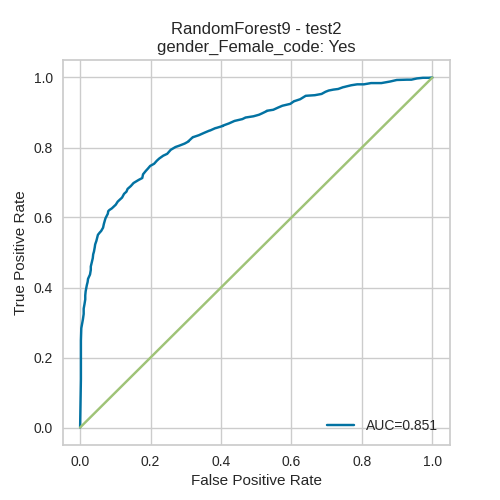 RandomForest9 - test2
gender_Female_code: Yes
True Positive Rate
1.0
0.8
0.6
0.4
0.2
0.0
AUC=0.851
0.0 0.2 0.4 0.6 0.8 1.0
False Positive Rate